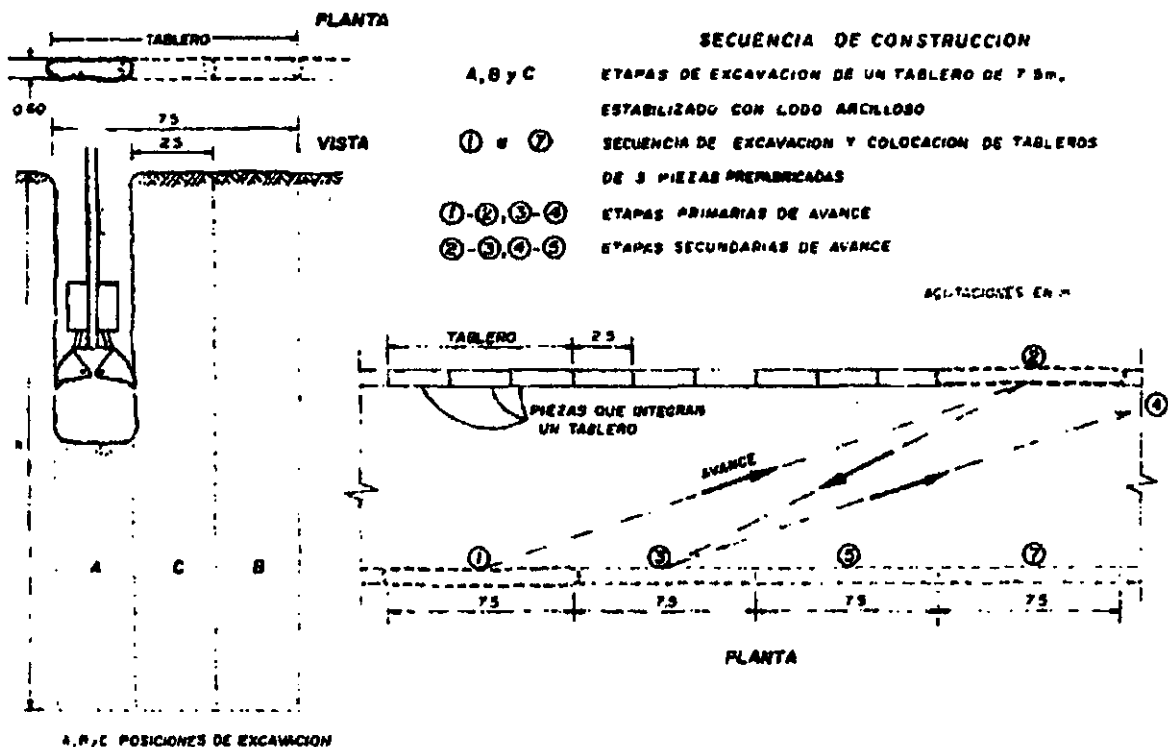 PLANTA
TABLERO
0.60
7.5
2.5
VISTA
A C B
A, B y C POSICIONES DE EXCAVACION
SECUENCIA DE CONSTRUCCION
A, B y C ETAPAS DE EXCAVACION DE UN TABLERO DE 7.5m,
ESTABILIZADO CON LODO ARCILLOSO
① a ⑦ SECUENCIA DE EXCAVACION Y COLOCACION DE TABLEROS
DE 3 PIEZAS PREFABRICADAS
①-②, ③-④ ETAPAS PRIMARIAS DE AVANCE
②-③, ④-⑤ ETAPAS SECUNDARIAS DE AVANCE
ACOTACIONES EN m
TABLERO 2.5
②
PIEZAS QUE INTEGRAN
UN TABLERO
④
AVANCE
① ③ ⑤ ⑦
7.5 7.5 7.5 7.5
PLANTA